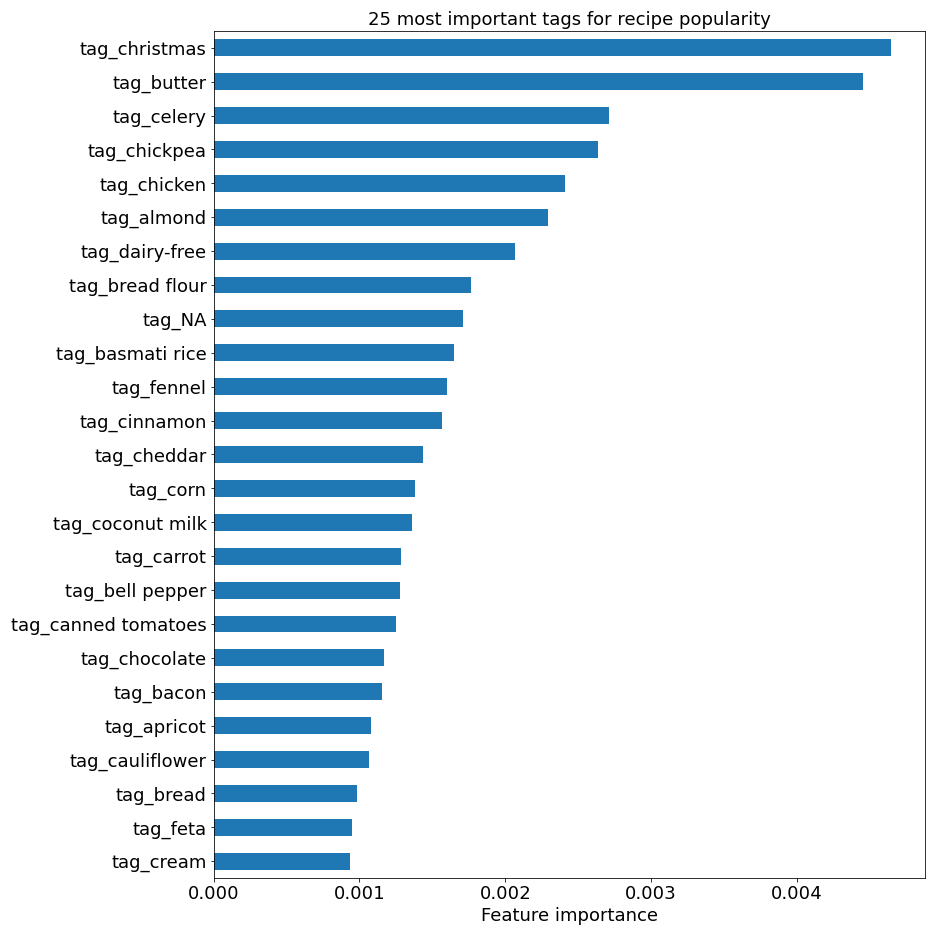 25 most important tags for recipe popularity
tag_christmas
tag_butter
tag_celery
tag_chickpea
tag_chicken
tag_almond
tag_dairy-free
tag_bread flour
tag_NA
tag_basmati rice
tag_fennel
tag_cinnamon
tag_cheddar
tag_corn
tag_coconut milk
tag_carrot
tag_bell pepper
tag_canned tomatoes
tag_chocolate
tag_bacon
tag_apricot
tag_cauliflower
tag_bread
tag_feta
tag_cream
0.000 0.001 0.002 0.003 0.004
Feature importance